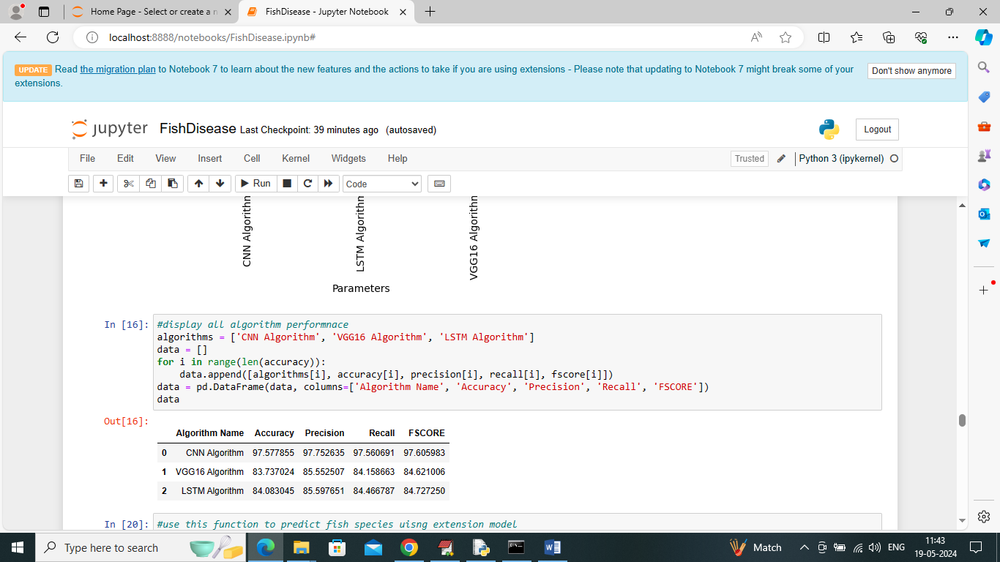 Home Page - Select or create a n
FishDisease - Jupyter Notebook
localhost:8888/notebooks/FishDisease.ipynb#
UPDATE Read the migration plan to Notebook 7 to learn about the new features and the actions to take if you are using extensions - Please note that updating to Notebook 7 might break some of your
extensions.
Don't show anymore
jupyter FishDisease Last Checkpoint: 39 minutes ago (autosaved)
Logout
File Edit View Insert Cell Kernel Widgets Help
Trusted Python 3 (ipykernel)
Run Code
CNN Algorithm
LSTM Algorithm
VGG16 Algorithm
Parameters
In [16]: #display all algorithm performnace
algorithms = ['CNN Algorithm', 'VGG16 Algorithm', 'LSTM Algorithm']
data = []
for i in range(len(accuracy)):
    data.append([algorithms[i], accuracy[i], precision[i], recall[i], fscore[i]])
data = pd.DataFrame(data, columns=['Algorithm Name', 'Accuracy', 'Precision', 'Recall', 'FSCORE'])
data
Out[16]:
Algorithm Name Accuracy Precision Recall FSCORE
0 CNN Algorithm 97.577855 97.752635 97.560691 97.605983
1 VGG16 Algorithm 83.737024 85.552507 84.158663 84.621006
2 LSTM Algorithm 84.083045 85.597651 84.466787 84.727250
In [20]: #use this function to predict fish species uisng extension model
Type here to search
Match
ENG
11:43
19-05-2024